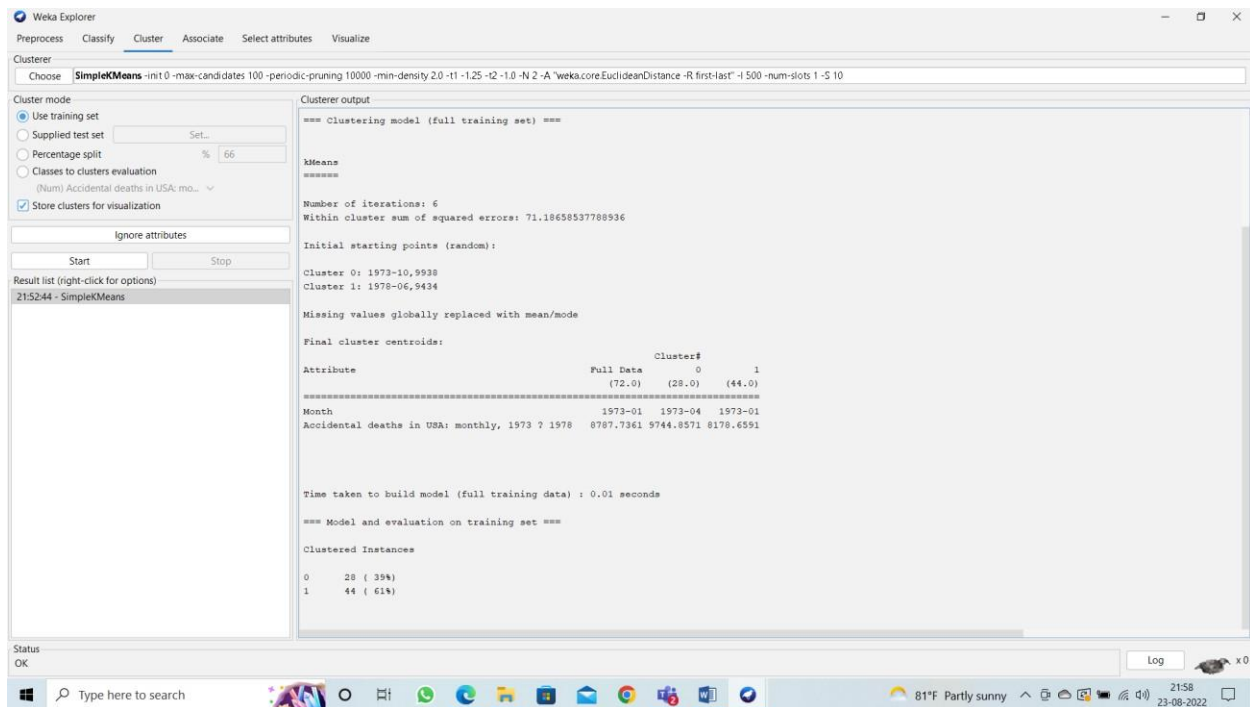 Weka Explorer
Preprocess Classify Cluster Associate Select attributes Visualize
Clusterer
Choose SimpleKMeans -init 0 -max-candidates 100 -periodic-pruning 10000 -min-density 2.0 -t1 -1.25 -t2 -1.0 -N 2 -A "weka.core.EuclideanDistance -R first-last" -I 500 -num-slots 1 -S 10
Cluster mode
Use training set
Supplied test set Set...
Percentage split % 66
Classes to clusters evaluation
(Num) Accidental deaths in USA: mo...
Store clusters for visualization
Ignore attributes
Start Stop
Result list (right-click for options)
21:52:44 - SimpleKMeans
Clusterer output
=== Clustering model (full training set) ===
kMeans
======
Number of iterations: 6
Within cluster sum of squared errors: 71.18658537788936
Initial starting points (random):
Cluster 0: 1973-10,9938
Cluster 1: 1978-06,9434
Missing values globally replaced with mean/mode
Final cluster centroids:
Cluster#
Attribute Full Data 0 1
(72.0) (28.0) (44.0)
================================================================================
Month 1973-01 1973-04 1973-01
Accidental deaths in USA: monthly, 1973 ? 1978 8787.7361 9744.8571 8178.6591
Time taken to build model (full training data) : 0.01 seconds
=== Model and evaluation on training set ===
Clustered Instances
0 28 ( 39%)
1 44 ( 61%)
Status
OK
Log x 0
Type here to search
81°F Partly sunny
21:58
23-08-2022